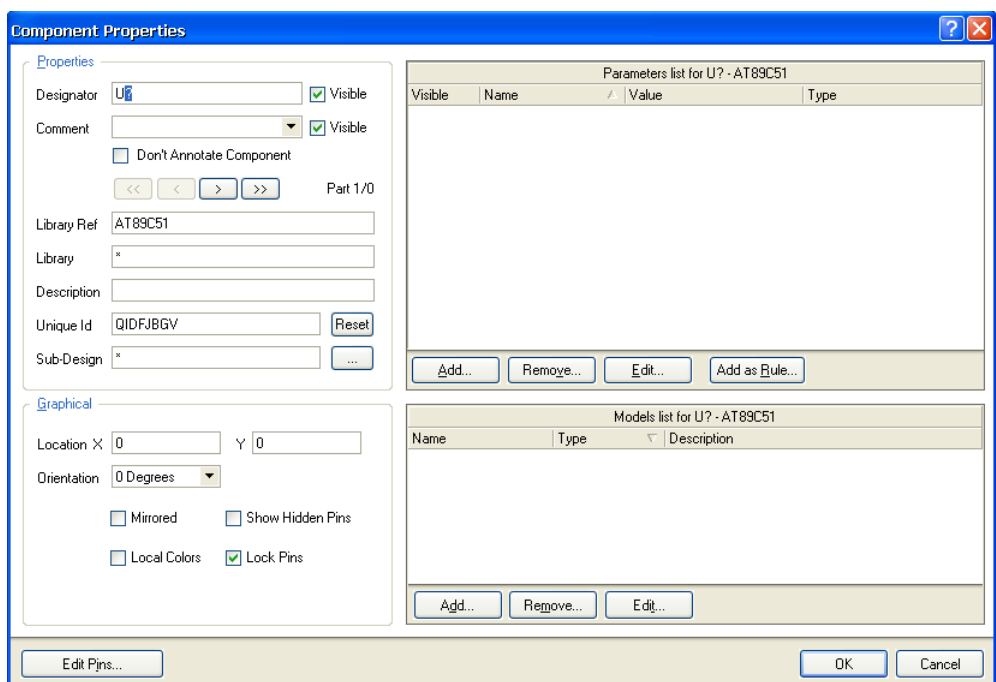 Component Properties
Properties
Designator U? Visible
Comment Visible
Don't Annotate Component
<< < > >> Part 1/0
Library Ref AT89C51
Library *
Description
Unique Id QIDFJBGV Reset
Sub-Design * ...
Graphical
Location X 0 Y 0
Orientation 0 Degrees
Mirrored Show Hidden Pins
Local Colors Lock Pins
Parameters list for U? - AT89C51
Visible Name Value Type
Add... Remove... Edit... Add as Rule...
Models list for U? - AT89C51
Name Type Description
Add... Remove... Edit...
Edit Pins... OK Cancel